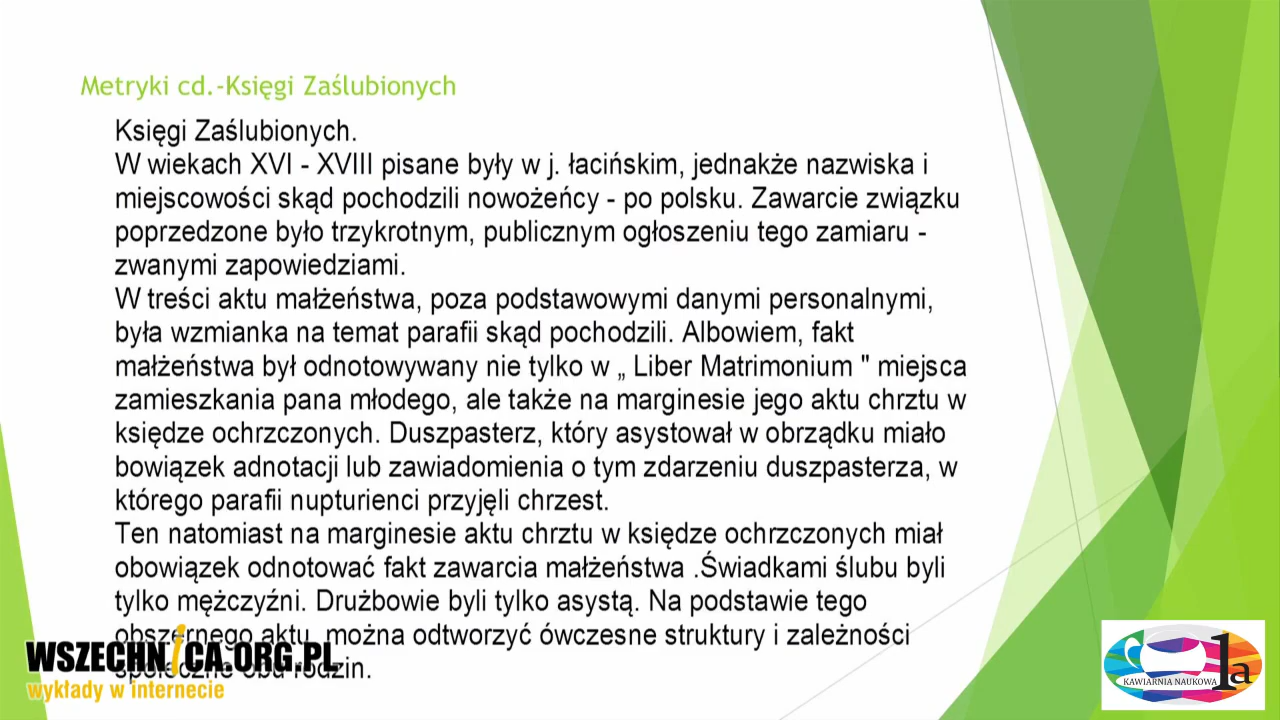 Metryki cd.-Księgi Zaślubionych
Księgi Zaślubionych.
W wiekach XVI - XVIII pisane były w j. łacińskim, jednakże nazwiska i
miejscowości skąd pochodzili nowożeńcy - po polsku. Zawarcie związku
poprzedzone było trzykrotnym, publicznym ogłoszeniu tego zamiaru -
zwanymi zapowiedziami.
W treści aktu małżeństwa, poza podstawowymi danymi personalnymi,
była wzmianka na temat parafii skąd pochodzili. Albowiem, fakt
małżeństwa był odnotowywany nie tylko w „ Liber Matrimonium " miejsca
zamieszkania pana młodego, ale także na marginesie jego aktu chrztu w
księdze ochrzczonych. Duszpasterz, który asystował w obrządku miało
bowiązek adnotacji lub zawiadomienia o tym zdarzeniu duszpasterza, w
którego parafii nupturienci przyjęli chrzest.
Ten natomiast na marginesie aktu chrztu w księdze ochrzczonych miał
obowiązek odnotować fakt zawarcia małżeństwa .Świadkami ślubu byli
tylko mężczyźni. Drużbowie byli tylko asystą. Na podstawie tego
obszernego aktu, można odtworzyć ówczesne struktury i zależności
społeczne obu rodzin.
WSZECHNICA.ORG.PL
wykłady w internecie
KAWIARNIA NAUKOWA 1a